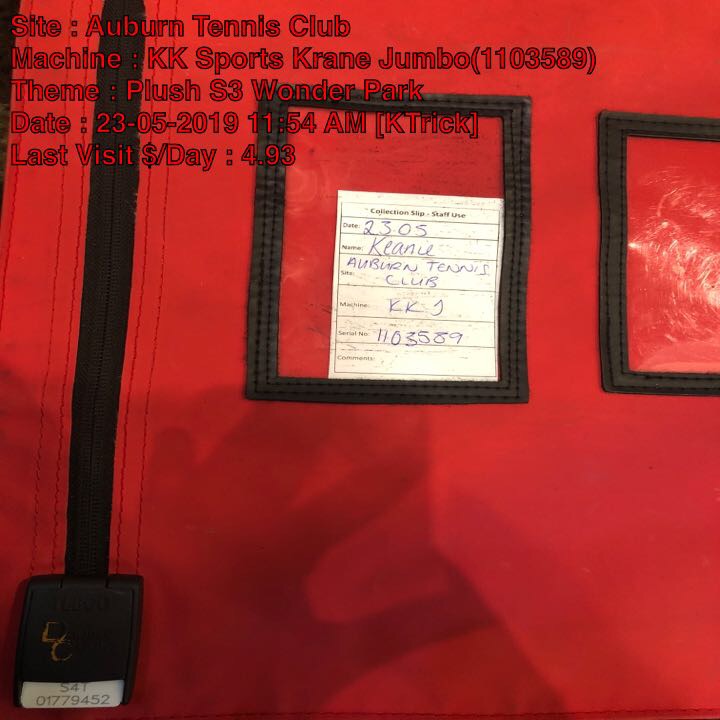 Site : Auburn Tennis Club
Machine : KK Sports Krane Jumbo(1103589)
Theme : Plush S3 Wonder Park
Date : 23-05-2019 11:54 AM [KTrick]
Last Visit $/Day : 4.93
Collection Slip - Staff Use
Date: 23.05
Name: Keanu
Site: AUBURN TENNIS
CLUB
Machine: KK J
Serial No: 1103589
Comments:
S41
01779452